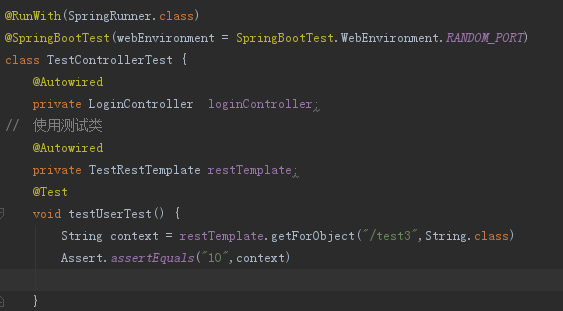 @RunWith(SpringRunner.class)
@SpringBootTest(webEnvironment = SpringBootTest.WebEnvironment.RANDOM_PORT)
class TestControllerTest {
@Autowired
private LoginController loginController;
// 使用测试类
@Autowired
private TestRestTemplate restTemplate;
@Test
void testUserTest() {
String context = restTemplate.getForObject("/test3",String.class)
Assert.assertEquals("10",context)
}